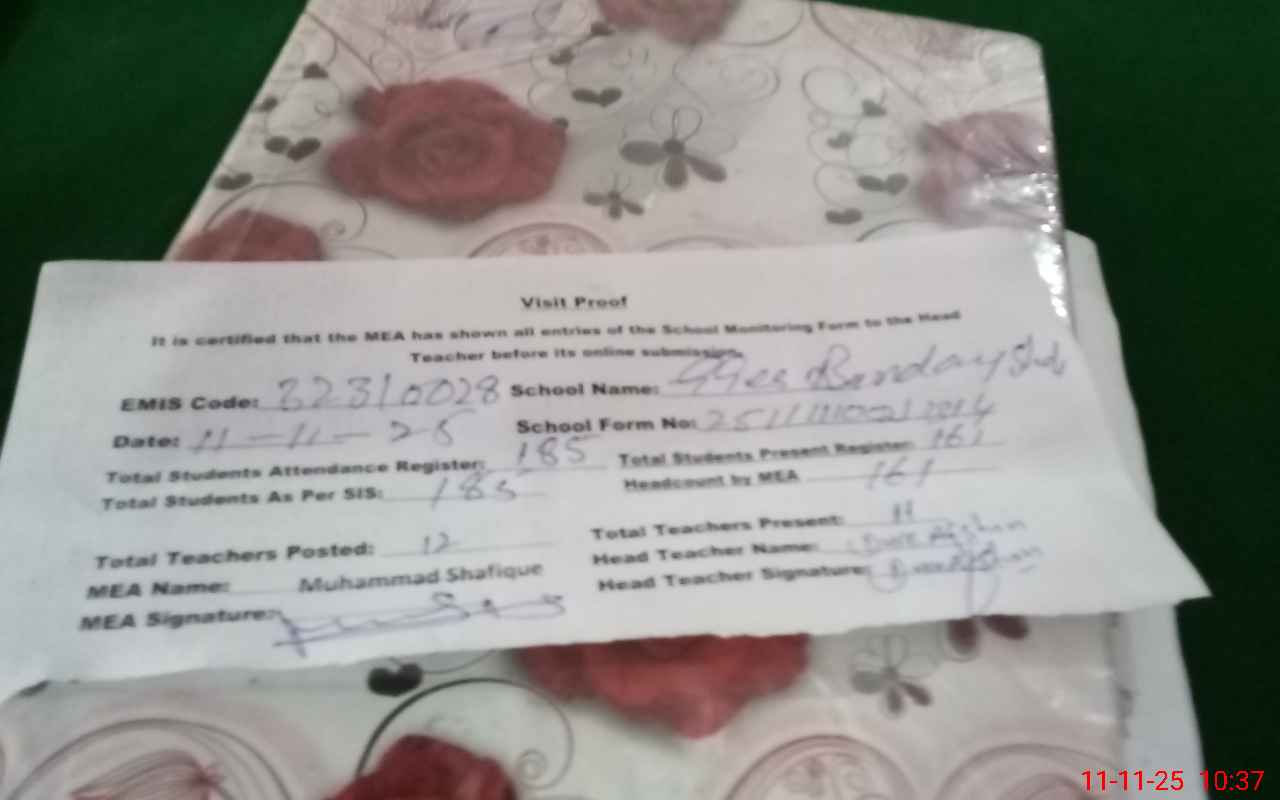 Visit Proof
It is certified that the MEA has shown all entries of the School Monitoring Form to the Head
Teacher before its online submission.
EMIS Code: 32310028 School Name: GGES
Date: 11-11-25 School Form No:
Total Students Attendance Register: 185 Total Students Present Register: 161
Total Students As Per SIS: 185 Headcount by MEA 161
Total Teachers Posted: 12 Total Teachers Present: 11
MEA Name: Muhammad Shafique Head Teacher Name:
MEA Signature: Head Teacher Signature:
11-11-25 10:37